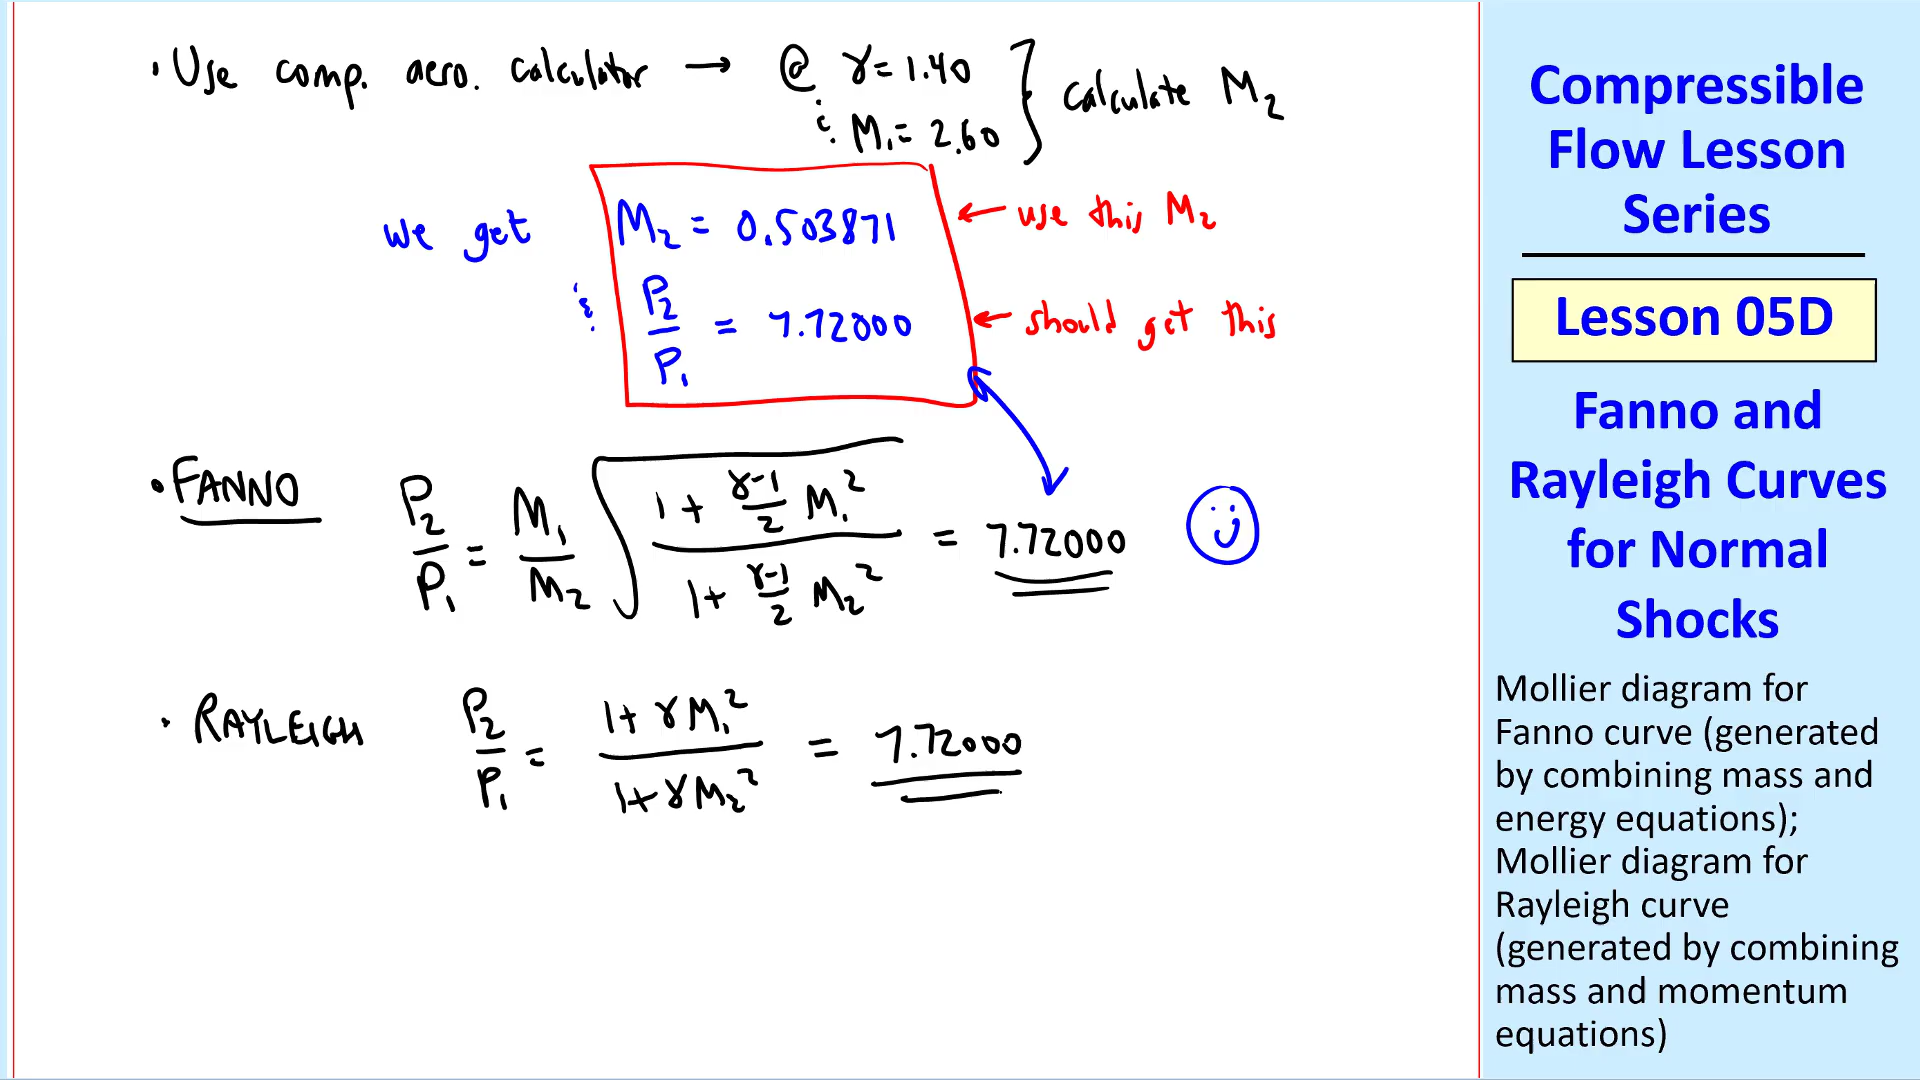 • Use comp. aero. calculator → @ γ = 1.40 } calculate M₂
& M₁ = 2.60
we get M₂ = 0.503871 ← use this M₂
& P₂/P₁ = 7.72000 ← should get this
• FANNO P₂/P₁ = M₁/M₂ √((1 + (γ-1)/2 M₁²)/(1 + (γ-1)/2 M₂²)) = 7.72000
• RAYLEIGH P₂/P₁ = (1 + γM₁²)/(1 + γM₂²) = 7.72000
Compressible
Flow Lesson
Series
Lesson 05D
Fanno and
Rayleigh Curves
for Normal
Shocks
Mollier diagram for
Fanno curve (generated
by combining mass and
energy equations);
Mollier diagram for
Rayleigh curve
(generated by combining
mass and momentum
equations)